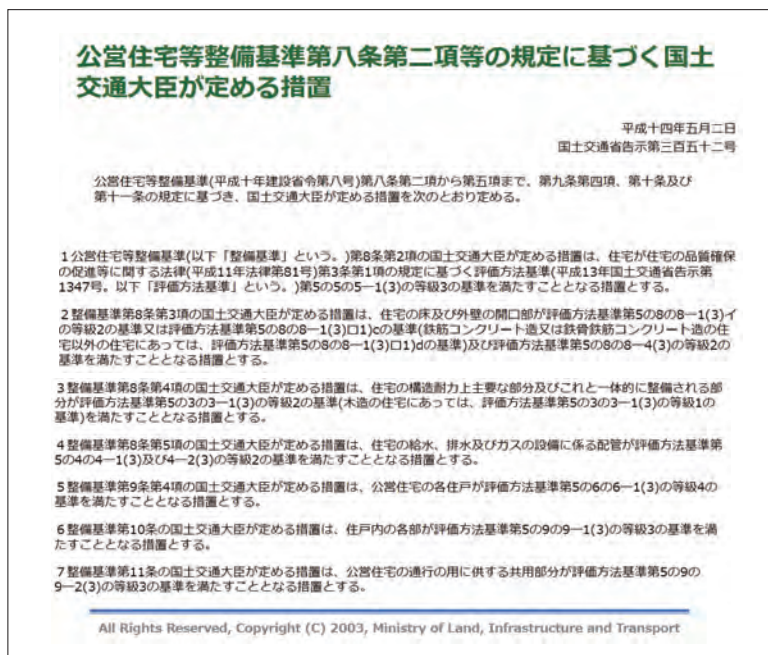 公営住宅等整備基準第八条第二項等の規定に基づく国土
交通大臣が定める措置
平成十四年五月二日
国土交通省告示第三百五十二号
公営住宅等整備基準(平成十年建設省令第八号)第八条第二項から第五項まで、第九条第四項、第十条及び
第十一条の規定に基づき、国土交通大臣が定める措置を次のとおり定める。
1公営住宅等整備基準(以下「整備基準」という。)第8条第2項の国土交通大臣が定める措置は、住宅が住宅の品質確保
の促進等に関する法律(平成11年法律第81号)第3条第1項の規定に基づく評価方法基準(平成13年国土交通省告示第
1347号。以下「評価方法基準」という。)第5の5の5―1(3)の等級3の基準を満たすこととなる措置とする。
2整備基準第8条第3項の国土交通大臣が定める措置は、住宅の床及び外壁の開口部が評価方法基準第5の8の8―1(3)イ
の等級2の基準又は評価方法基準第5の8の8―1(3)ロ1)cの基準(鉄筋コンクリート造又は鉄骨鉄筋コンクリート造の住
宅以外の住宅にあっては、評価方法基準第5の8の8―1(3)ロ1)dの基準)及び評価方法基準第5の8の8―4(3)の等級2の
基準を満たすこととなる措置とする。
3整備基準第8条第4項の国土交通大臣が定める措置は、住宅の構造耐力上主要な部分及びこれと一体的に整備される部
分が評価方法基準第5の3の3―1(3)の等級2の基準(木造の住宅にあっては、評価方法基準第5の3の3―1(3)の等級1の
基準)を満たすこととなる措置とする。
4整備基準第8条第5項の国土交通大臣が定める措置は、住宅の給水、排水及びガスの設備に係る配管が評価方法基準第
5の4の4―1(3)及び4―2(3)の等級2の基準を満たすこととなる措置とする。
5整備基準第9条第4項の国土交通大臣が定める措置は、公営住宅の各住戸が評価方法基準第5の6の6―1(3)の等級4の
基準を満たすこととなる措置とする。
6整備基準第10条の国土交通大臣が定める措置は、住戸内の各部が評価方法基準第5の9の9―1(3)の等級3の基準を満
たすこととなる措置とする。
7整備基準第11条の国土交通大臣が定める措置は、公営住宅の通行の用に供する共用部分が評価方法基準第5の9の
9―2(3)の等級3の基準を満たすこととなる措置とする。
All Rights Reserved, Copyright (C) 2003, Ministry of Land, Infrastructure and Transport